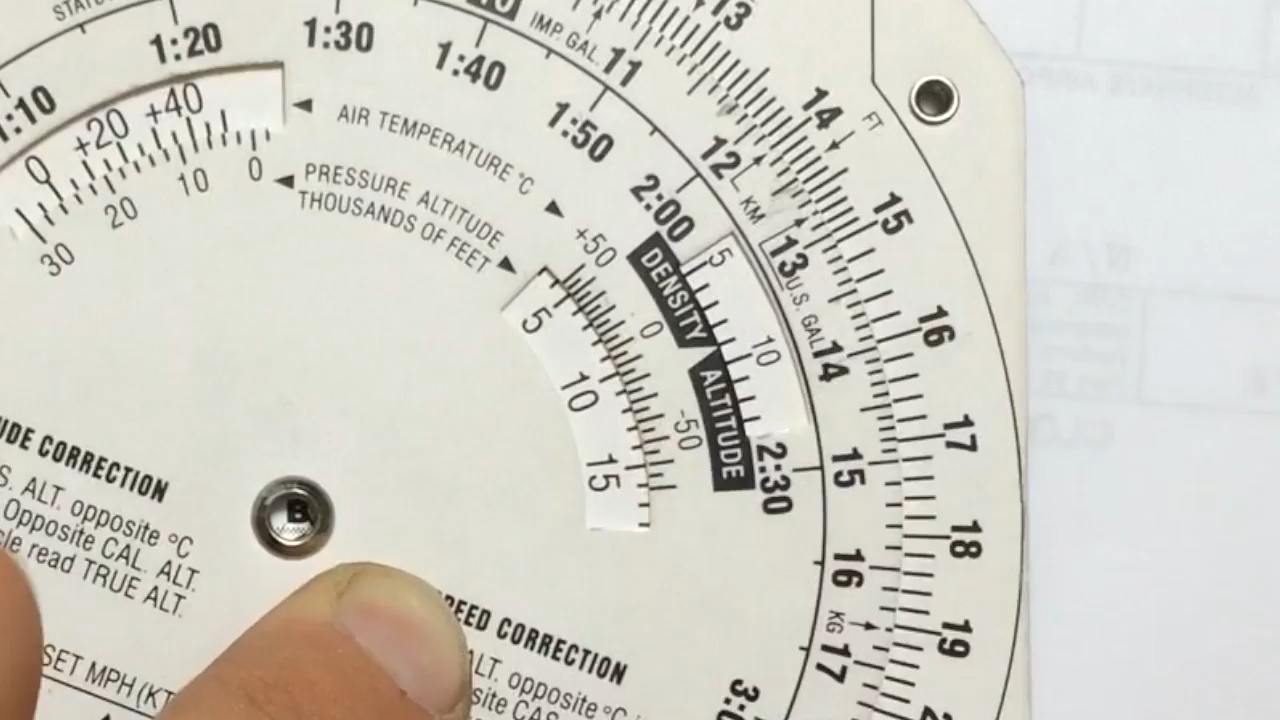 STATU
1:10
1:20
1:30
1:40
1:50
2:00
2:30
IMP. GAL.
11
12
13
14
15
16
17
KM
U.S. GAL.
KG
13
14
15
16
17
18
19
FT
0 +20 +40
30 20 10 0
AIR TEMPERATURE °C
PRESSURE ALTITUDE
THOUSANDS OF FEET
+50
0
-50
5
10
15
DENSITY
ALTITUDE
5
10
B
UDE CORRECTION
S. ALT. opposite °C
Opposite CAL. ALT.
cle read TRUE ALT.
SET MPH (KT
PEED CORRECTION
ALT. opposite °C
site CAS